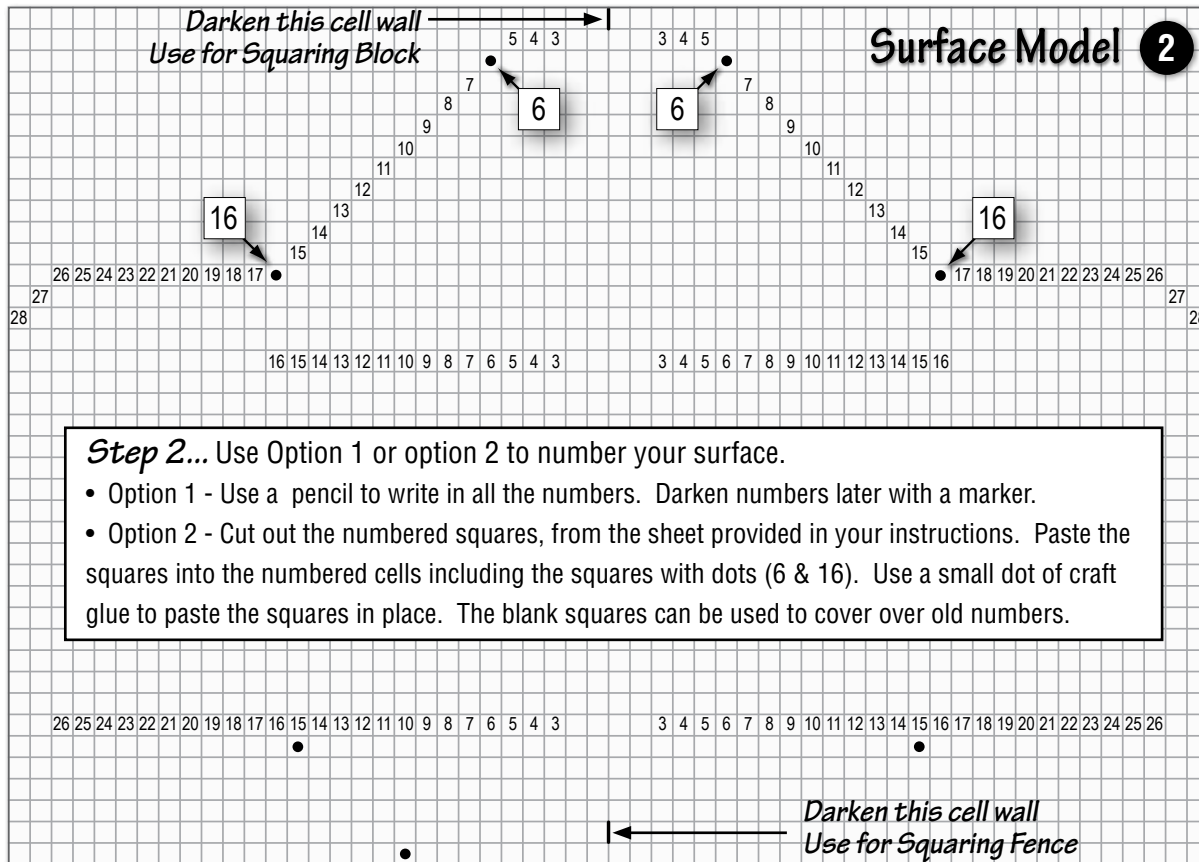 Darken this cell wall
Use for Squaring Block
Surface Model 2
5 4 3
3 4 5
6
6
7
7
8
8
9
9
10
10
11
11
12
12
16
13
13
16
14
14
15
15
26 25 24 23 22 21 20 19 18 17
17 18 19 20 21 22 23 24 25 26
27
27
28
28
16 15 14 13 12 11 10 9 8 7 6 5 4 3
3 4 5 6 7 8 9 10 11 12 13 14 15 16
Step 2... Use Option 1 or option 2 to number your surface.
• Option 1 - Use a pencil to write in all the numbers. Darken numbers later with a marker.
• Option 2 - Cut out the numbered squares, from the sheet provided in your instructions. Paste the
squares into the numbered cells including the squares with dots (6 & 16). Use a small dot of craft
glue to paste the squares in place. The blank squares can be used to cover over old numbers.
26 25 24 23 22 21 20 19 18 17 16 15 14 13 12 11 10 9 8 7 6 5 4 3
3 4 5 6 7 8 9 10 11 12 13 14 15 16 17 18 19 20 21 22 23 24 25 26
Darken this cell wall
Use for Squaring Fence